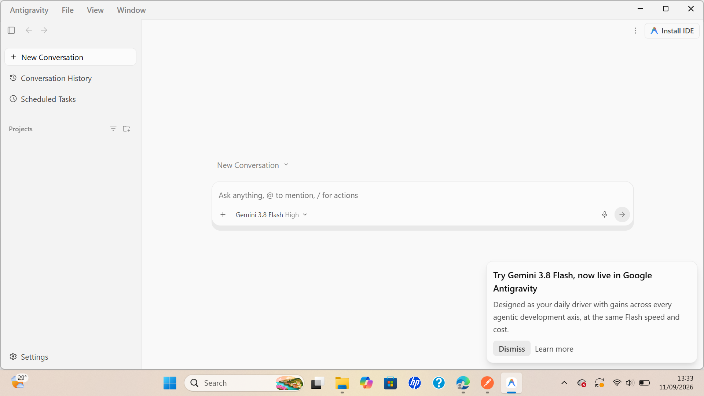 Antigravity File View Window
Install IDE
New Conversation
Conversation History
Scheduled Tasks
Projects
New Conversation
Ask anything, @ to mention, / for actions
Gemini 3.8 Flash High
Try Gemini 3.8 Flash, now live in Google
Antigravity
Designed as your daily driver with gains across every
agentic development axis, at the same Flash speed and
cost.
Dismiss Learn more
Settings
29°
Search
13:33
11/09/2026